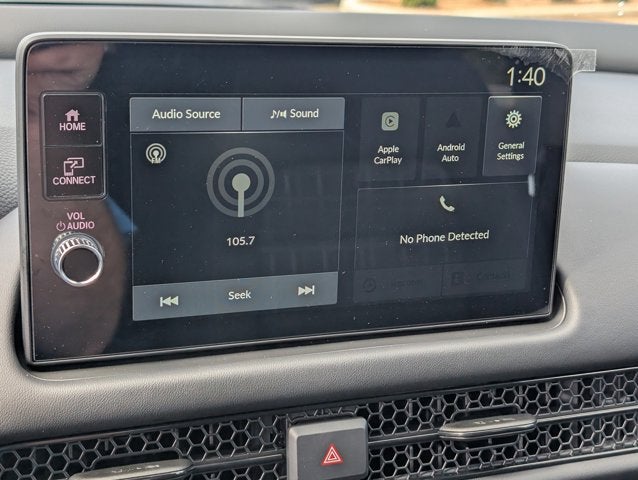 1:40
HOME
CONNECT
VOL
AUDIO
Audio Source
Sound
105.7
Seek
Apple
CarPlay
Android
Auto
General
Settings
No Phone Detected